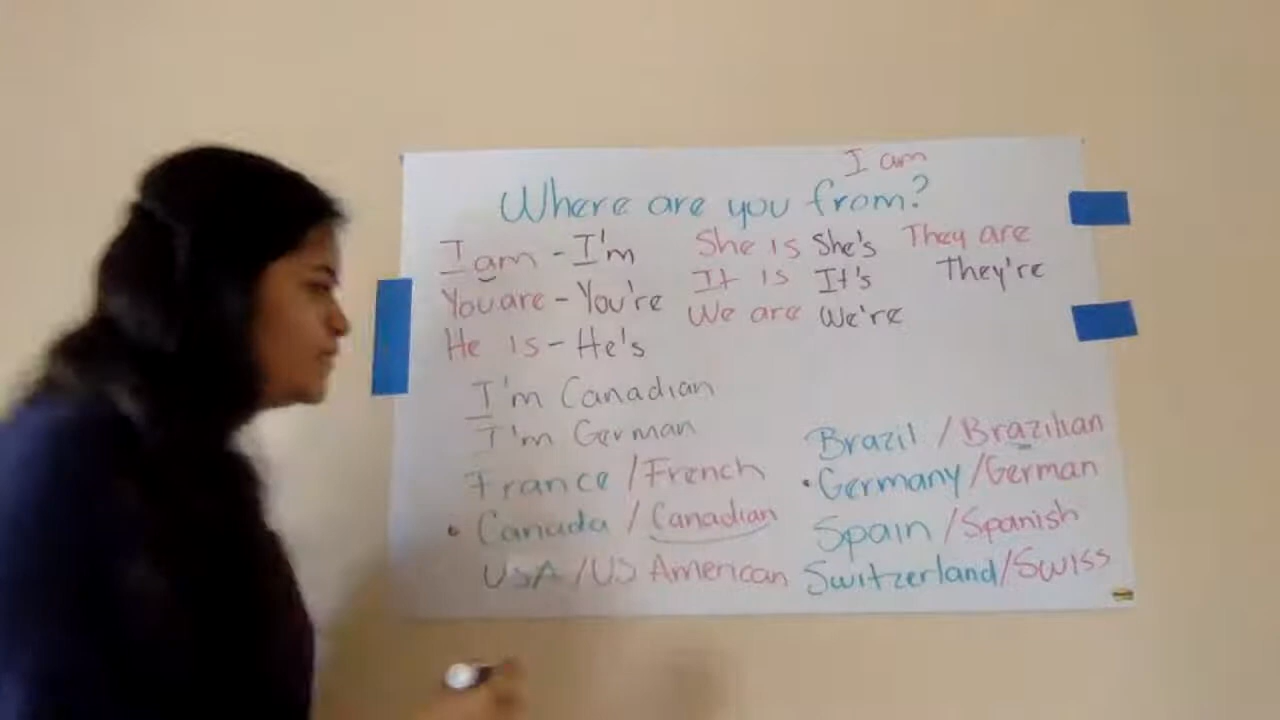 I am
Where are you from?
I am - I'm
You are - You're
He is - He's
She is She's
It is It's
We are We're
They are
They're
I'm Canadian
I'm German
France / French
• Canada / Canadian
USA / US American
Brazil / Brazilian
• Germany / German
Spain / Spanish
Switzerland / Swiss